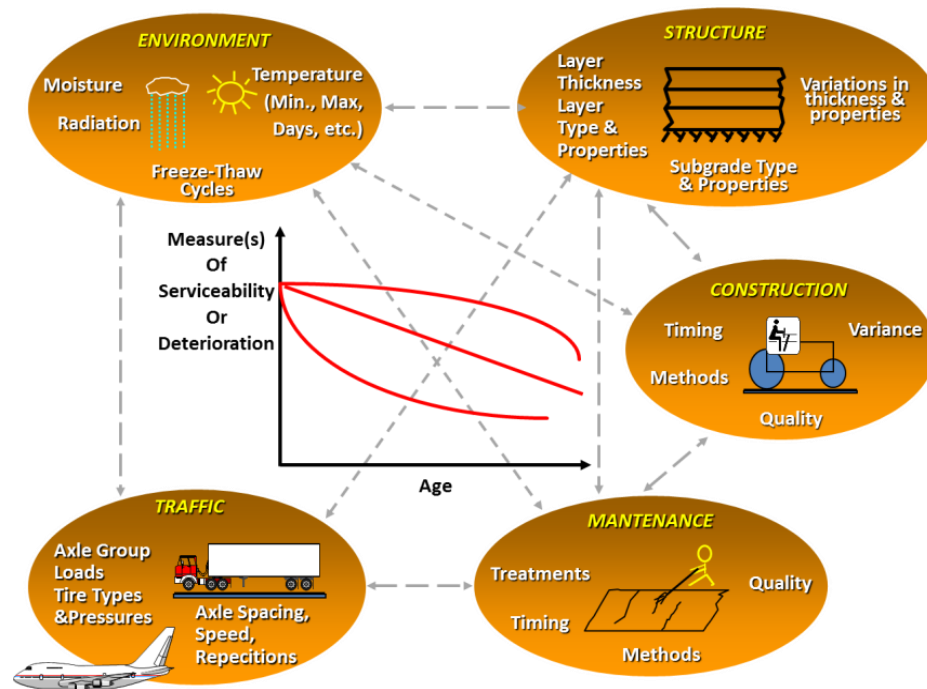 ENVIRONMENT
Moisture
Radiation
Temperature
(Min., Max,
Days, etc.)
Freeze-Thaw
Cycles
STRUCTURE
Layer
Thickness
Layer
Type &
Properties
Variations in
thickness &
properties
Subgrade Type
& Properties
Measure(s)
Of
Serviceability
Or
Deterioration
Age
CONSTRUCTION
Timing
Variance
Methods
Quality
TRAFFIC
Axle Group
Loads
Tire Types
&Pressures
Axle Spacing,
Speed,
Repecitions
MANTENANCE
Treatments
Quality
Timing
Methods